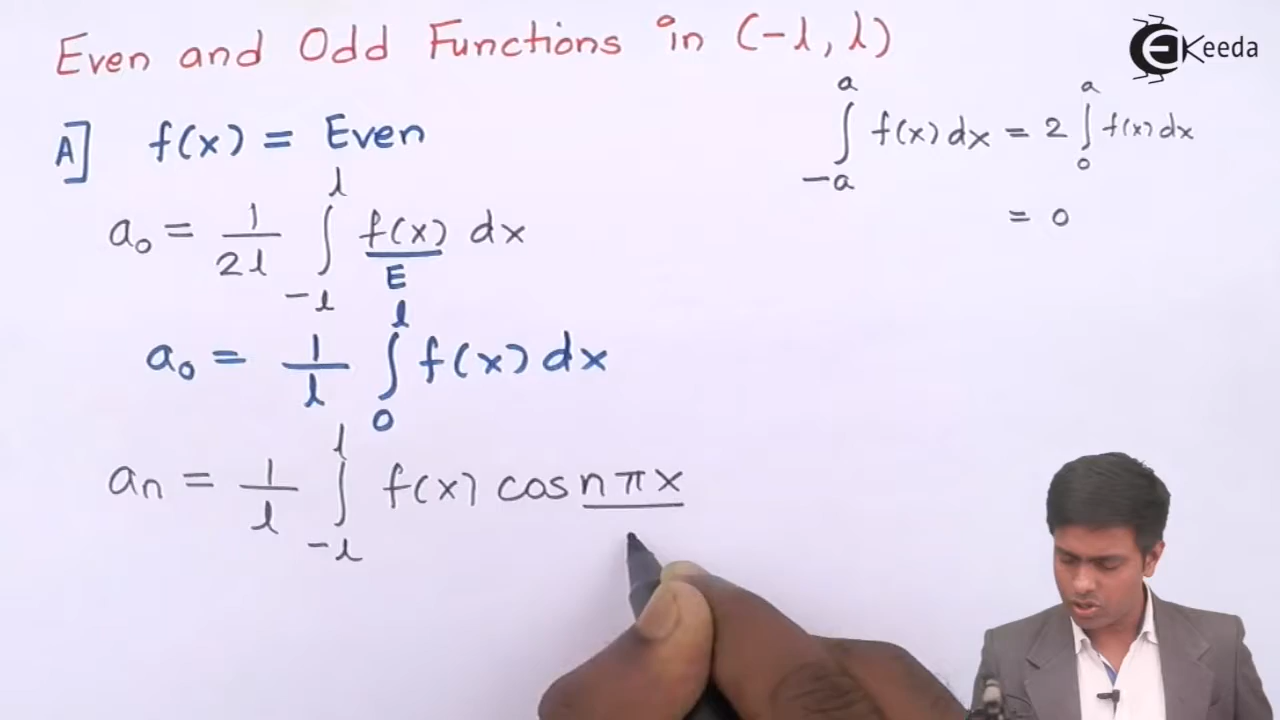 Even and Odd Functions in (-l, l)
EKeeda
∫_{-a}^{a} f(x) dx = 2 ∫_{0}^{a} f(x) dx
= 0
A] f(x) = Even
a₀ = 1/2l ∫_{-l}^{l} f(x) dx
E
a₀ = 1/l ∫_{0}^{l} f(x) dx
aₙ = 1/l ∫_{-l}^{l} f(x) cos nπx